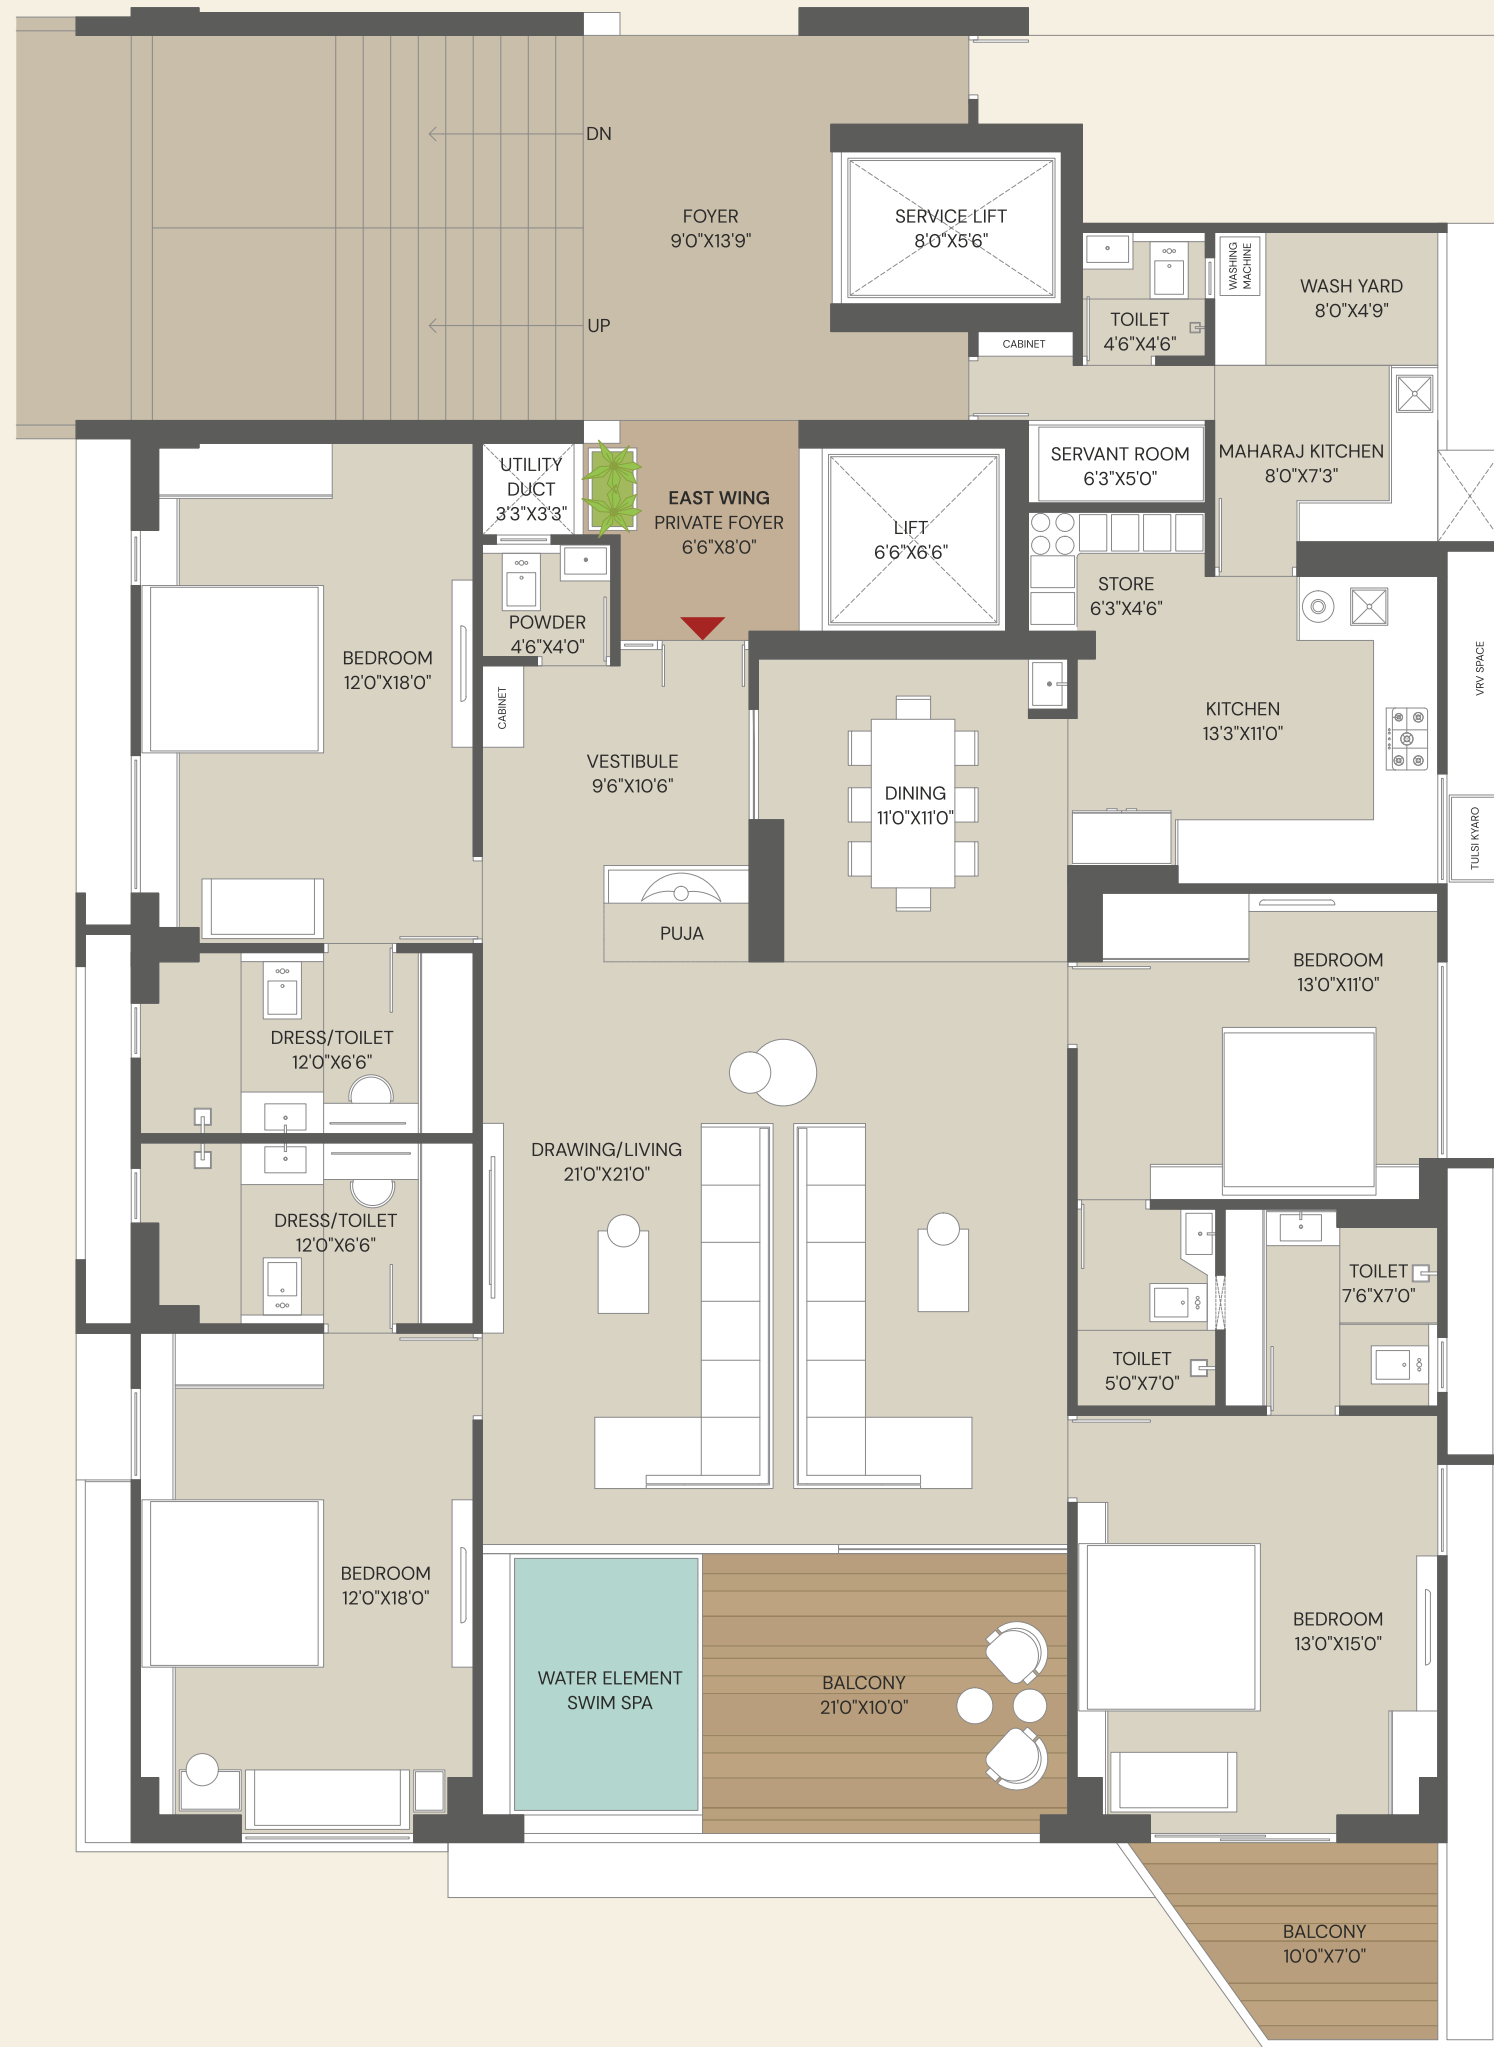 DN
FOYER
9'0"X13'9"
SERVICE LIFT
8'0"X5'6"
UP
WASHING
MACHINE
WASH YARD
8'0"X4'9"
TOILET
4'6"X4'6"
CABINET
UTILITY
DUCT
3'3"X3'3"
EAST WING
PRIVATE FOYER
6'6"X8'0"
LIFT
6'6"X6'6"
SERVANT ROOM
6'3"X5'0"
MAHARAJ KITCHEN
8'0"X7'3"
STORE
6'3"X4'6"
POWDER
4'6"X4'0"
BEDROOM
12'0"X18'0"
CABINET
VESTIBULE
9'6"X10'6"
DINING
11'0"X11'0"
KITCHEN
13'3"X11'0"
VRV SPACE
TULSI KYARO
PUJA
BEDROOM
13'0"X11'0"
DRESS/TOILET
12'0"X6'6"
DRAWING/LIVING
21'0"X21'0"
DRESS/TOILET
12'0"X6'6"
TOILET
7'6"X7'0"
TOILET
5'0"X7'0"
BEDROOM
12'0"X18'0"
BEDROOM
13'0"X15'0"
WATER ELEMENT
SWIM SPA
BALCONY
21'0"X10'0"
BALCONY
10'0"X7'0"